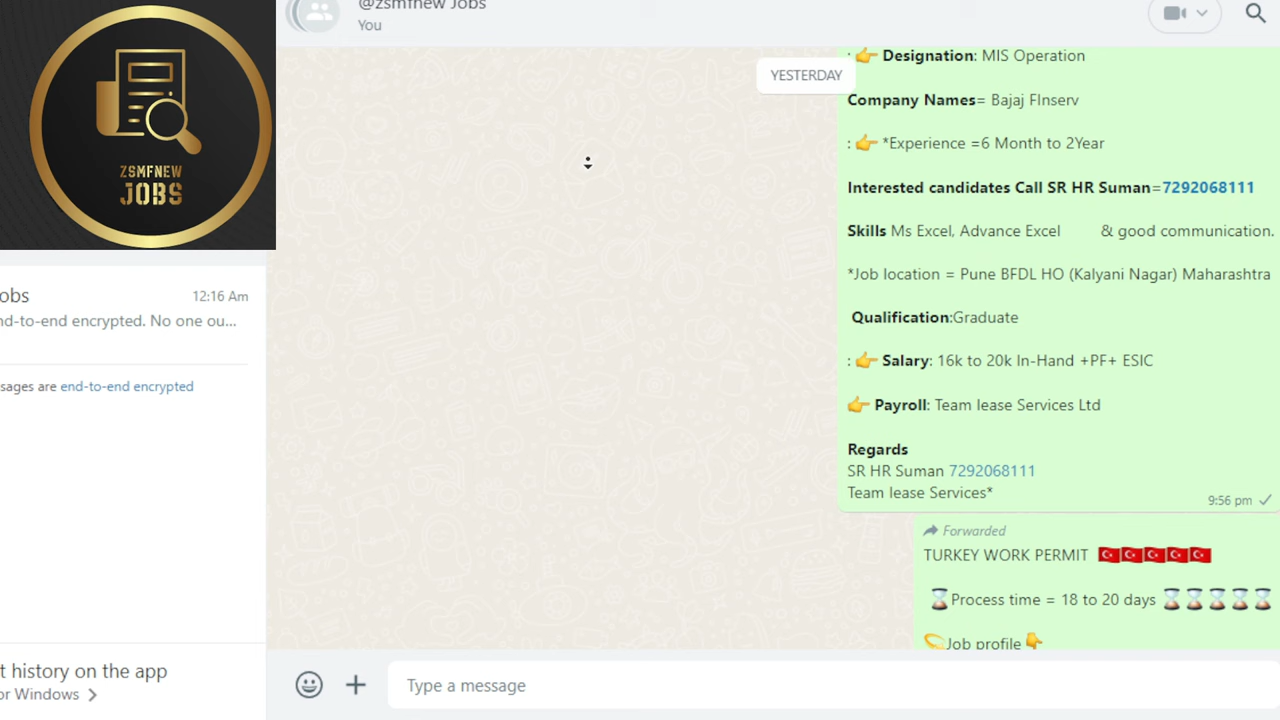 @zsmfnew Jobs
You
ZSMFNEW
JOBS
obs
12:16 Am
nd-to-end encrypted. No one ou...
sages are end-to-end encrypted
t history on the app
or Windows
YESTERDAY
: 👉 Designation: MIS Operation
Company Names= Bajaj FInserv
: 👉 *Experience =6 Month to 2Year
Interested candidates Call SR HR Suman=7292068111
Skills Ms Excel, Advance Excel & good communication.
*Job location = Pune BFDL HO (Kalyani Nagar) Maharashtra
Qualification:Graduate
: 👉 Salary: 16k to 20k In-Hand +PF+ ESIC
👉 Payroll: Team lease Services Ltd
Regards
SR HR Suman 7292068111
Team lease Services*
9:56 pm
Forwarded
TURKEY WORK PERMIT 🇹🇷🇹🇷🇹🇷🇹🇷🇹🇷
⌛Process time = 18 to 20 days ⌛⌛⌛⌛⌛
💫Job profile👇
Type a message